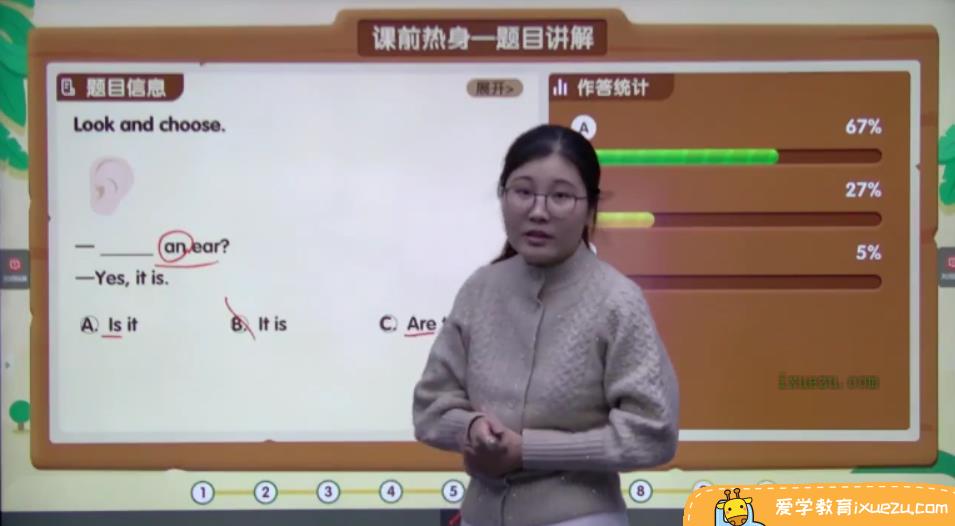 课前热身—题目讲解
题目信息
展开>
作答统计
Look and choose.
A
67%
27%
5%
— ______ an ear?
—Yes, it is.
A. Is it
B. It is
C. Are
ixuezu.com
1 2 3 4 5 8
爱学教育ixuezu.com